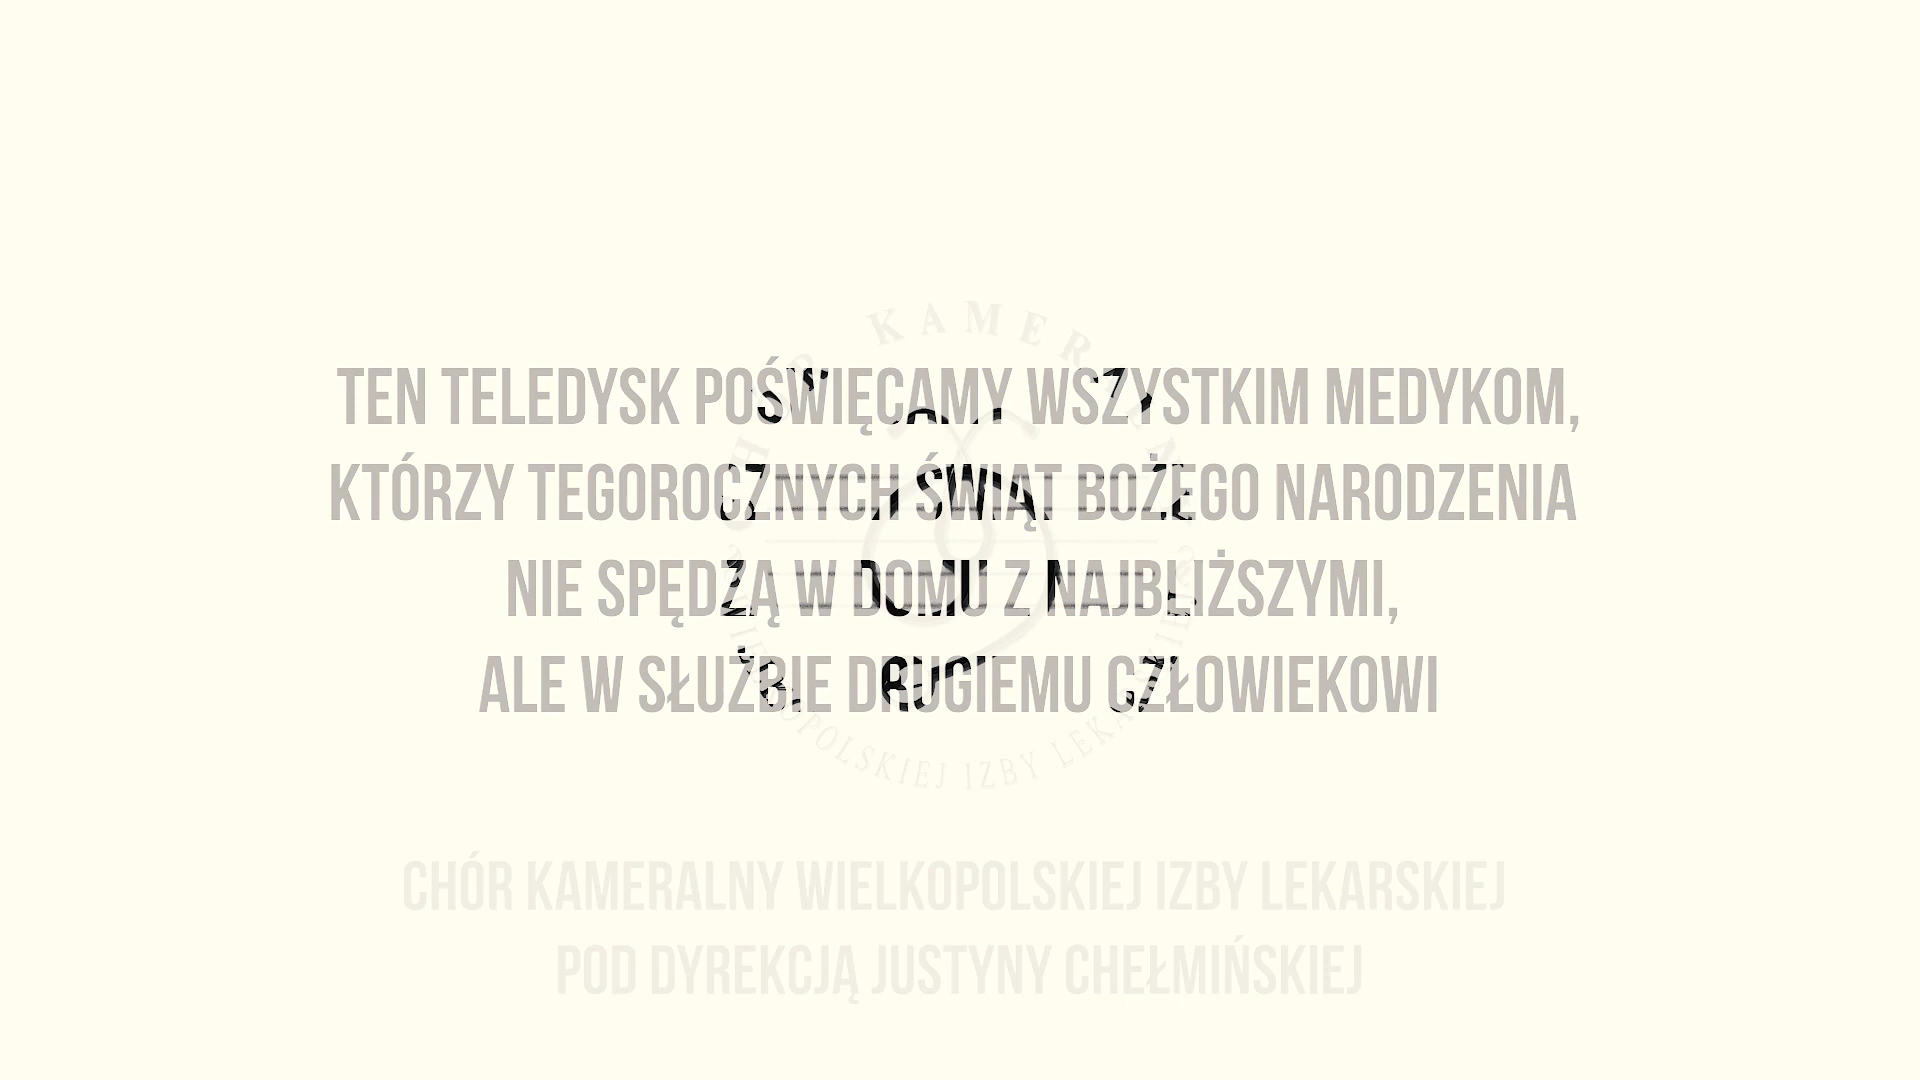 TEN TELEDYSK POŚWIĘCAMY WSZYSTKIM MEDYKOM,
KTÓRZY TEGOROCZNYCH ŚWIĄT BOŻEGO NARODZENIA
NIE SPĘDZĄ W DOMU Z NAJBLIŻSZYMI,
ALE W SŁUŻBIE DRUGIEMU CZŁOWIEKOWI
CHÓR KAMERALNY WIELKOPOLSKIEJ IZBY LEKARSKIEJ
POD DYREKCJĄ JUSTYNY CHEŁMIŃSKIEJ